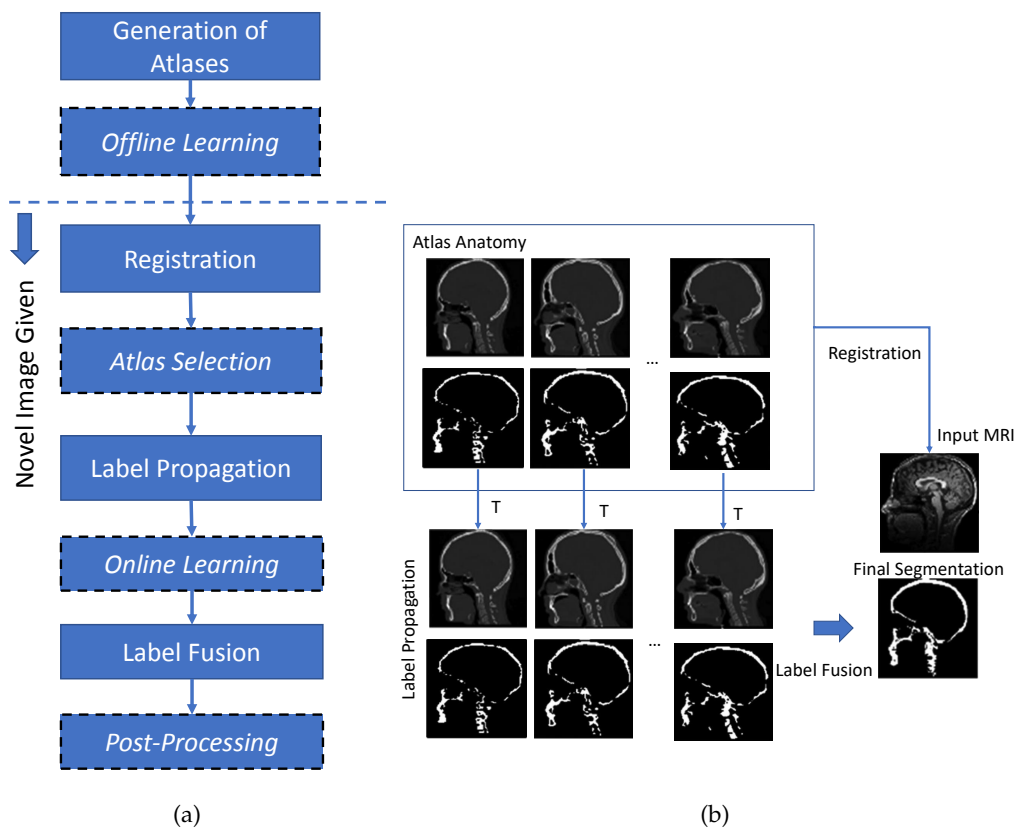 Generation of
Atlases
Offline Learning
Novel Image Given
Registration
Atlas Selection
Label Propagation
Online Learning
Label Fusion
Post-Processing
(a)
Atlas Anatomy
...
Registration
Input MRI
T
T
T
Label Propagation
...
Label Fusion
Final Segmentation
(b)